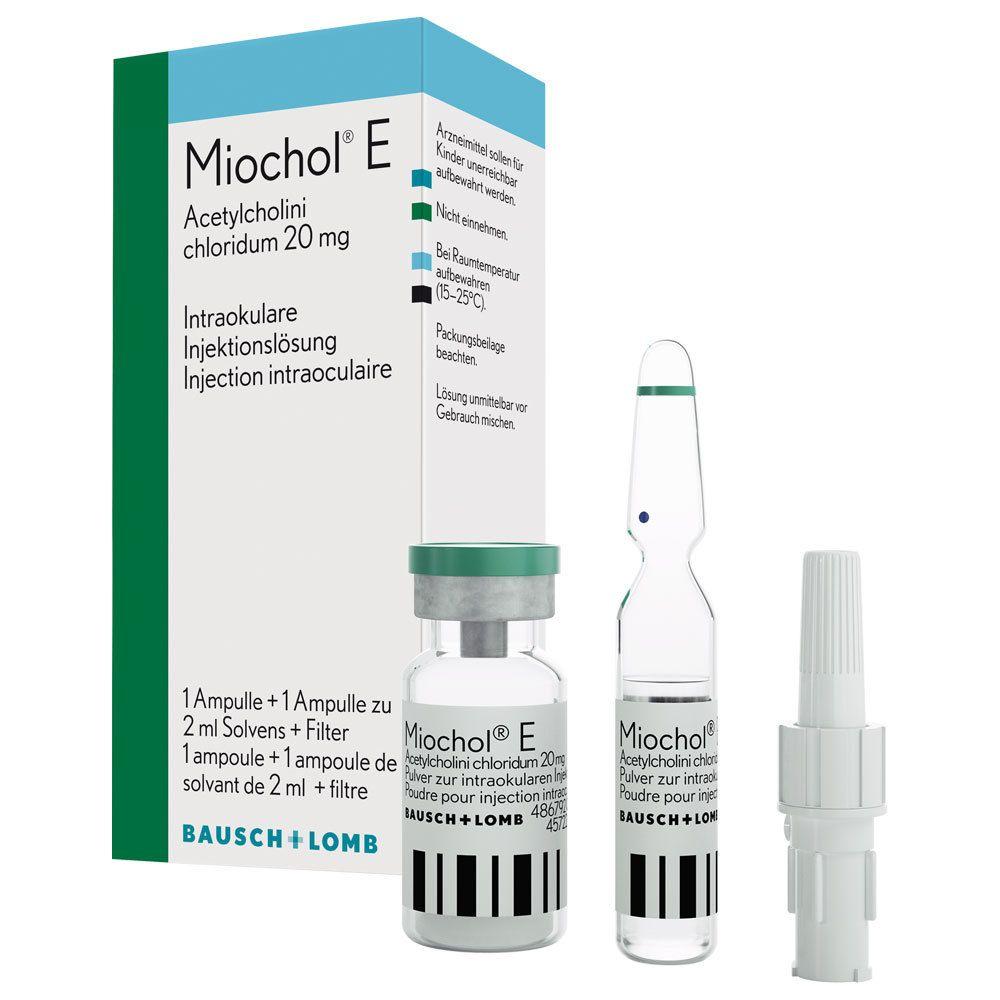 Miochol® E
Acetylcholini
chloridum 20 mg
Intraokulare
Injektionslösung
Injection intraoculaire
1 Ampulle + 1 Ampulle zu
2 ml Solvens + Filter
1 ampoule + 1 ampoule de
solvant de 2 ml + filtre
BAUSCH + LOMB
Arzneimittel sollen für
Kinder unerreichbar
aufbewahrt werden.
Nicht einnehmen.
Bei Raumtemperatur
aufbewahren
(15–25°C).
Packungsbeilage
beachten.
Lösung unmittelbar vor
Gebrauch mischen.
Miochol® E
Acetylcholini chloridum 20 mg
Pulver zur intraokularen
Poudre pour injection
BAUSCH + LOMB
Miochol®
Acetylcholini
Pulver zur
Poudre pour
BAUSCH + LOMB